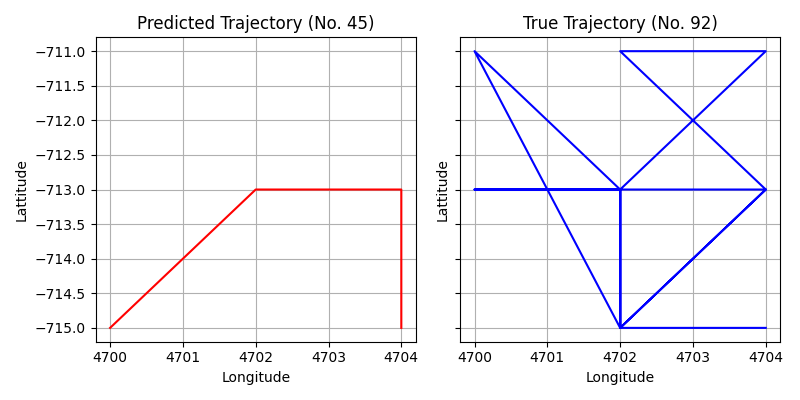 Predicted Trajectory (No. 45)
−711.0
−711.5
−712.0
−712.5
−713.0
−713.5
−714.0
−714.5
−715.0
Lattitude
4700 4701 4702 4703 4704
Longitude
True Trajectory (No. 92)
Lattitude
4700 4701 4702 4703 4704
Longitude